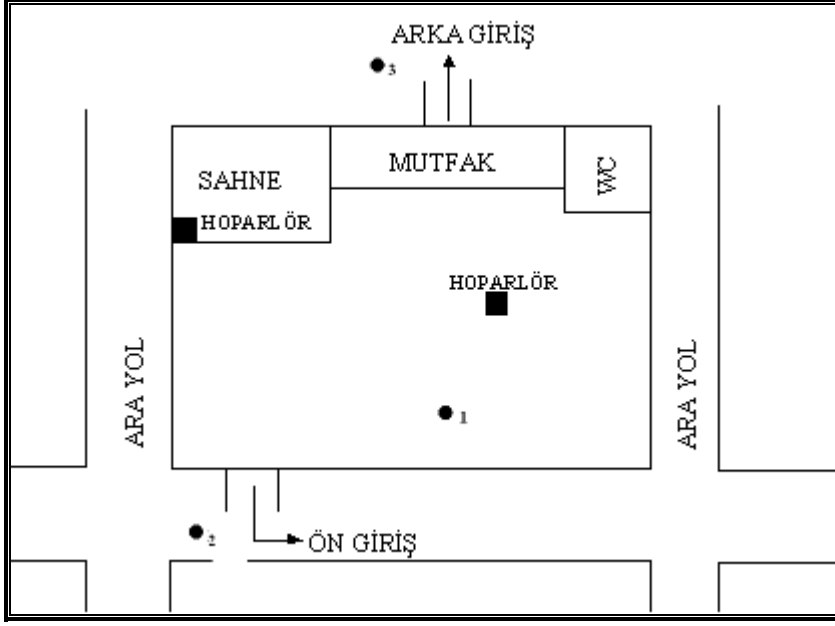 ARKA GİRİŞ
3
SAHNE
MUTFAK
WC
HOPARLÖR
HOPARLÖR
ARA YOL
ARA YOL
1
2
ÖN GİRİŞ